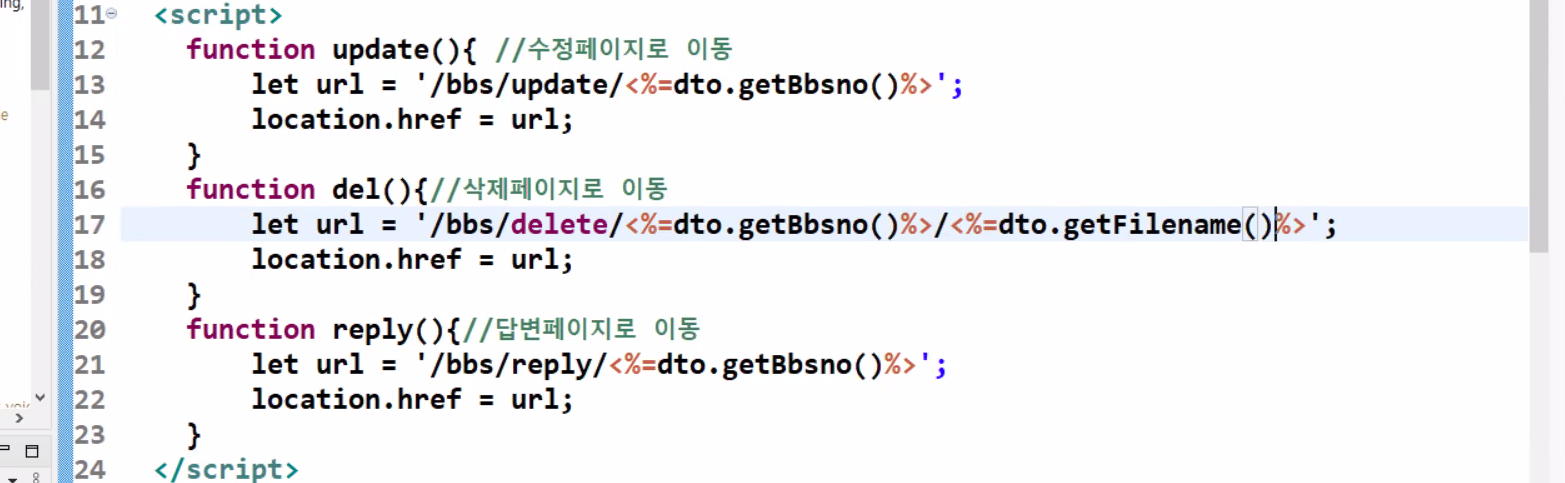 11 <script>
12 function update(){ //수정페이지로 이동
13 let url = '/bbs/update/<%=dto.getBbsno()%>';
14 location.href = url;
15 }
16 function del(){//삭제페이지로 이동
17 let url = '/bbs/delete/<%=dto.getBbsno()%>/<%=dto.getFilename()%>';
18 location.href = url;
19 }
20 function reply(){//답변페이지로 이동
21 let url = '/bbs/reply/<%=dto.getBbsno()%>';
22 location.href = url;
23 }
24 </script>